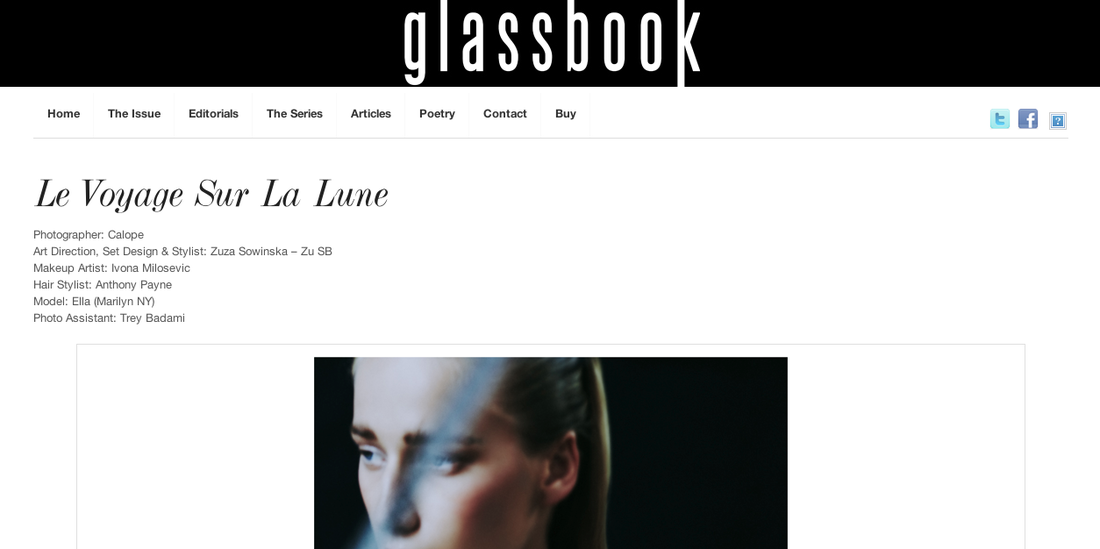 glassbook
Home The Issue Editorials The Series Articles Poetry Contact Buy
Le Voyage Sur La Lune
Photographer: Calope
Art Direction, Set Design & Stylist: Zuza Sowinska – Zu SB
Makeup Artist: Ivona Milosevic
Hair Stylist: Anthony Payne
Model: Ella (Marilyn NY)
Photo Assistant: Trey Badami